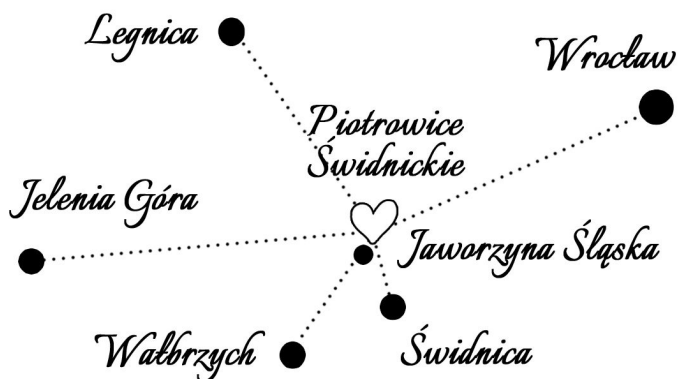 Legnica
Wrocław
Piotrowice
Świdnickie
Jelenia Góra
Jaworzyna Śląska
Wałbrzych
Świdnica